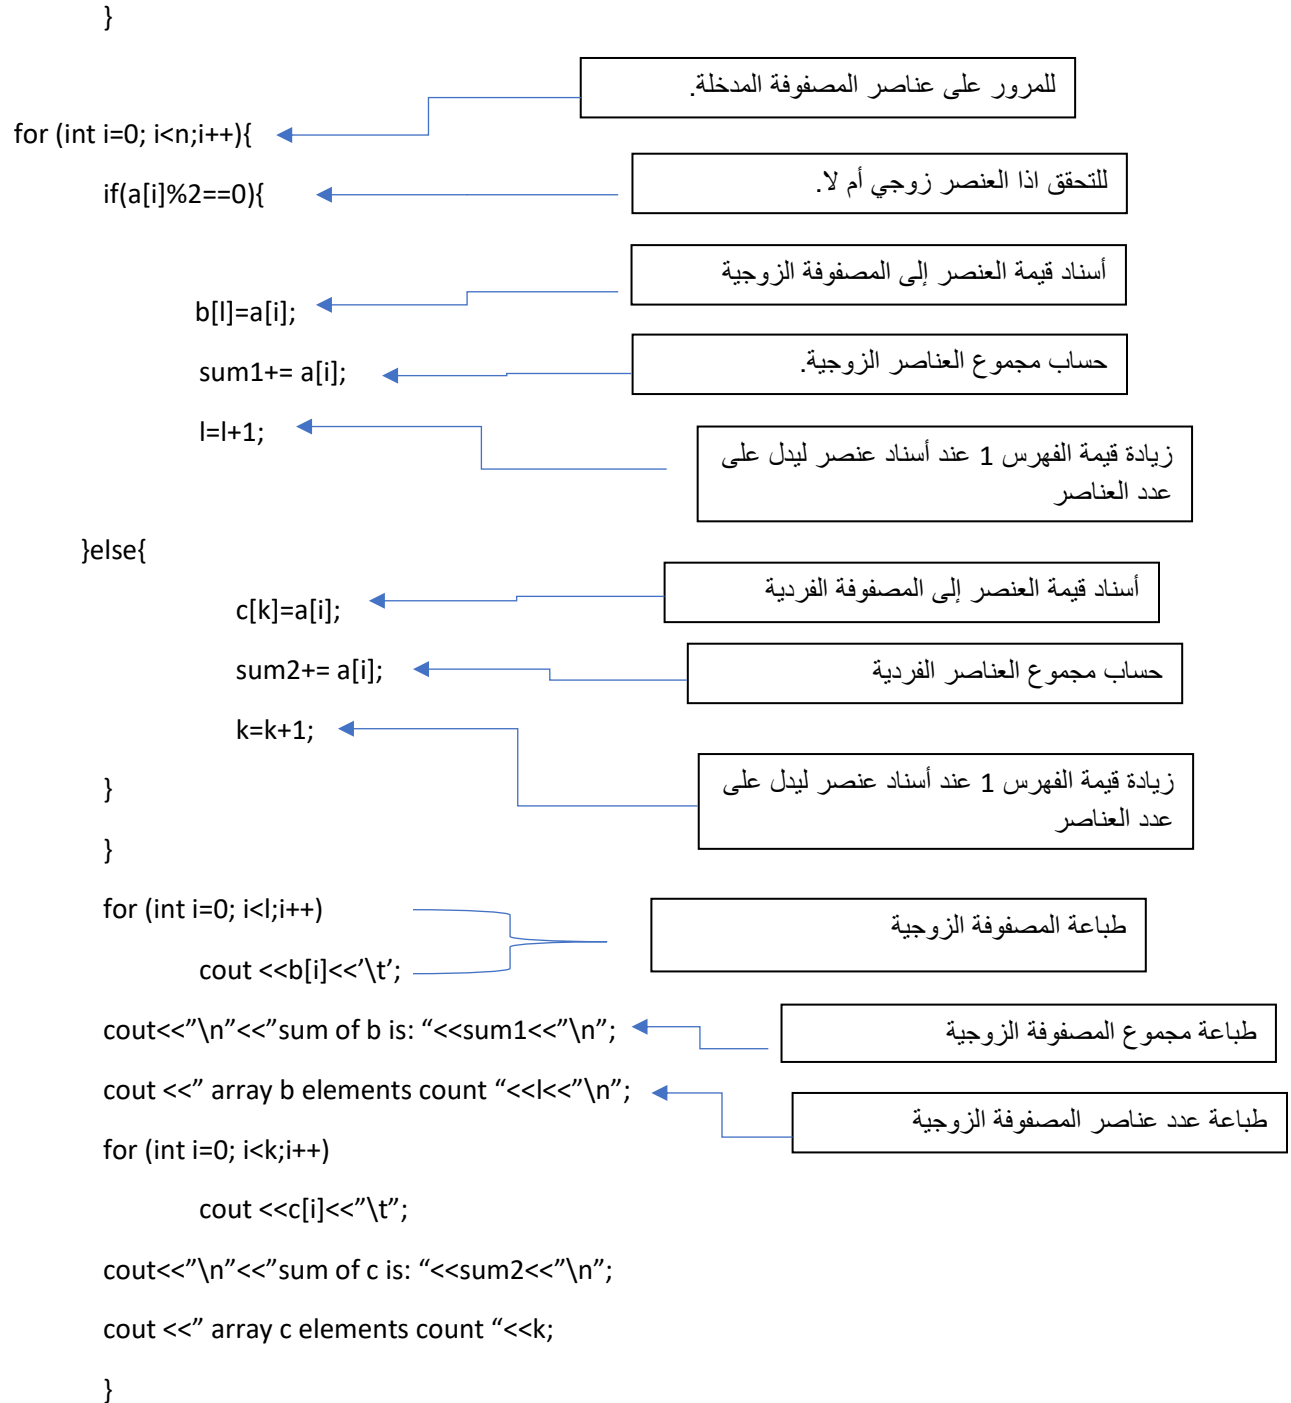 }
للمرور على عناصر المصفوفة المدخلة.
for (int i=0; i<n;i++){
للتحقق اذا العنصر زوجي أم لا.
if(a[i]%2==0){
أسناد قيمة العنصر إلى المصفوفة الزوجية
b[l]=a[i];
حساب مجموع العناصر الزوجية.
sum1+= a[i];
l=l+1;
زيادة قيمة الفهرس 1 عند أسناد عنصر ليدل على
عدد العناصر
}else{
أسناد قيمة العنصر إلى المصفوفة الفردية
c[k]=a[i];
حساب مجموع العناصر الفردية
sum2+= a[i];
k=k+1;
زيادة قيمة الفهرس 1 عند أسناد عنصر ليدل على
عدد العناصر
}
}
for (int i=0; i<l;i++)
طباعة المصفوفة الزوجية
cout <<b[i]<<’\t’;
cout<<”\n”<<”sum of b is: “<<sum1<<”\n”;
طباعة مجموع المصفوفة الزوجية
cout <<” array b elements count “<<l<<”\n”;
طباعة عدد عناصر المصفوفة الزوجية
for (int i=0; i<k;i++)
cout <<c[i]<<”\t”;
cout<<”\n”<<”sum of c is: “<<sum2<<”\n”;
cout <<” array c elements count “<<k;
}